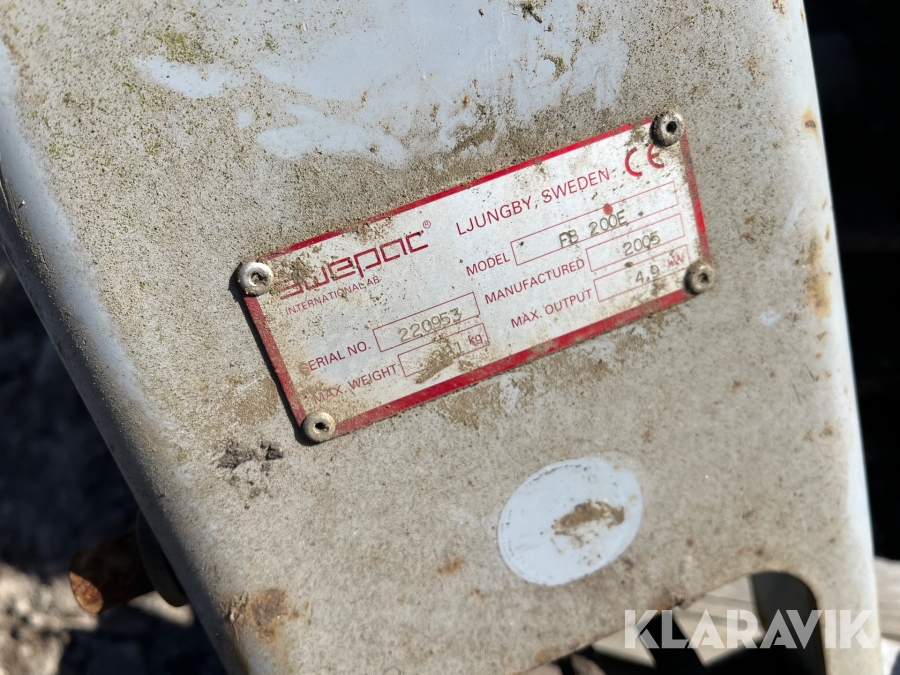 swepac®
INTERNATIONAL AB
LJUNGBY, SWEDEN
CE
MODEL FB 200E
MANUFACTURED 2005
SERIAL NO. 220953
MAX. OUTPUT 4,9 kW
MAX. WEIGHT kg
KLARAVIK